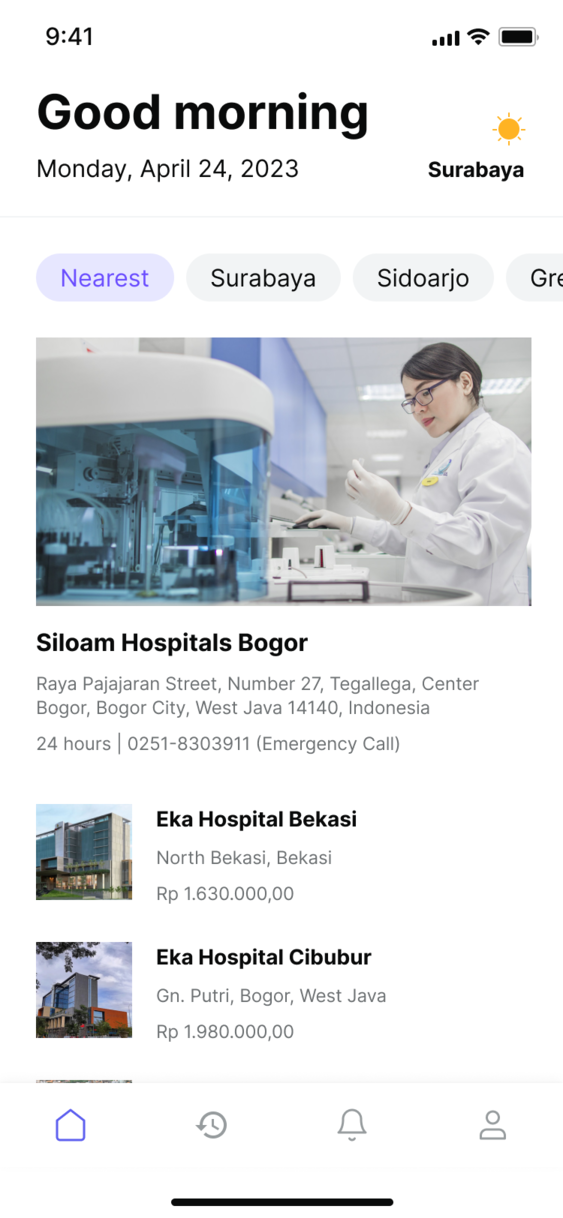 9:41
Good morning
Monday, April 24, 2023
Surabaya
Nearest
Surabaya
Sidoarjo
Gre
Siloam Hospitals Bogor
Raya Pajajaran Street, Number 27, Tegallega, Center
Bogor, Bogor City, West Java 14140, Indonesia
24 hours | 0251-8303911 (Emergency Call)
Eka Hospital Bekasi
North Bekasi, Bekasi
Rp 1.630.000,00
Eka Hospital Cibubur
Gn. Putri, Bogor, West Java
Rp 1.980.000,00